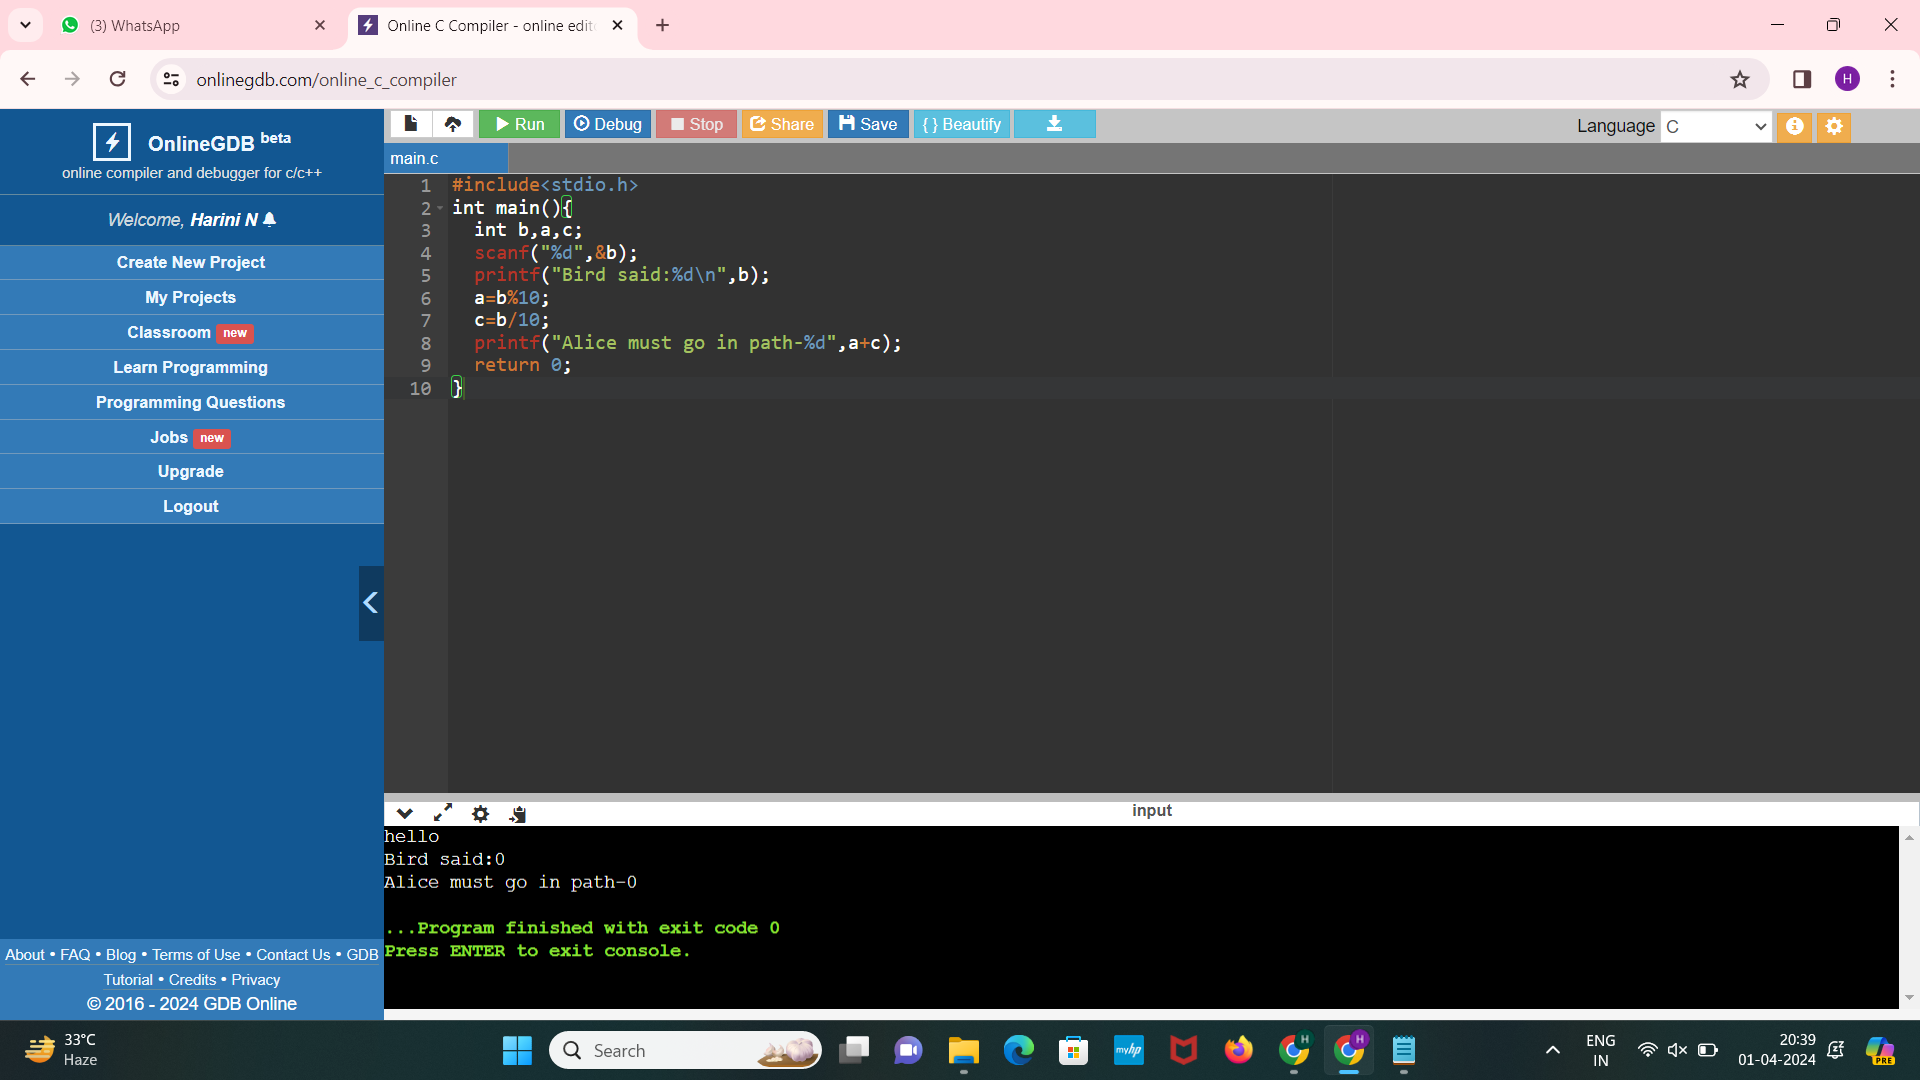 (3) WhatsApp
Online C Compiler - online edit
onlinegdb.com/online_c_compiler
H
OnlineGDB beta
online compiler and debugger for c/c++
Welcome, Harini N
Create New Project
My Projects
Classroom new
Learn Programming
Programming Questions
Jobs new
Upgrade
Logout
About • FAQ • Blog • Terms of Use • Contact Us • GDB
Tutorial • Credits • Privacy
© 2016 - 2024 GDB Online
Run Debug Stop Share Save { } Beautify
Language C
main.c
1 #include<stdio.h>
2 int main(){
3 int b,a,c;
4 scanf("%d",&b);
5 printf("Bird said:%d\n",b);
6 a=b%10;
7 c=b/10;
8 printf("Alice must go in path-%d",a+c);
9 return 0;
10 }
input
hello
Bird said:0
Alice must go in path-0
...Program finished with exit code 0
Press ENTER to exit console.
33°C
Haze
Search
myhp
H
H
ENG
IN
20:39
01-04-2024
PRE